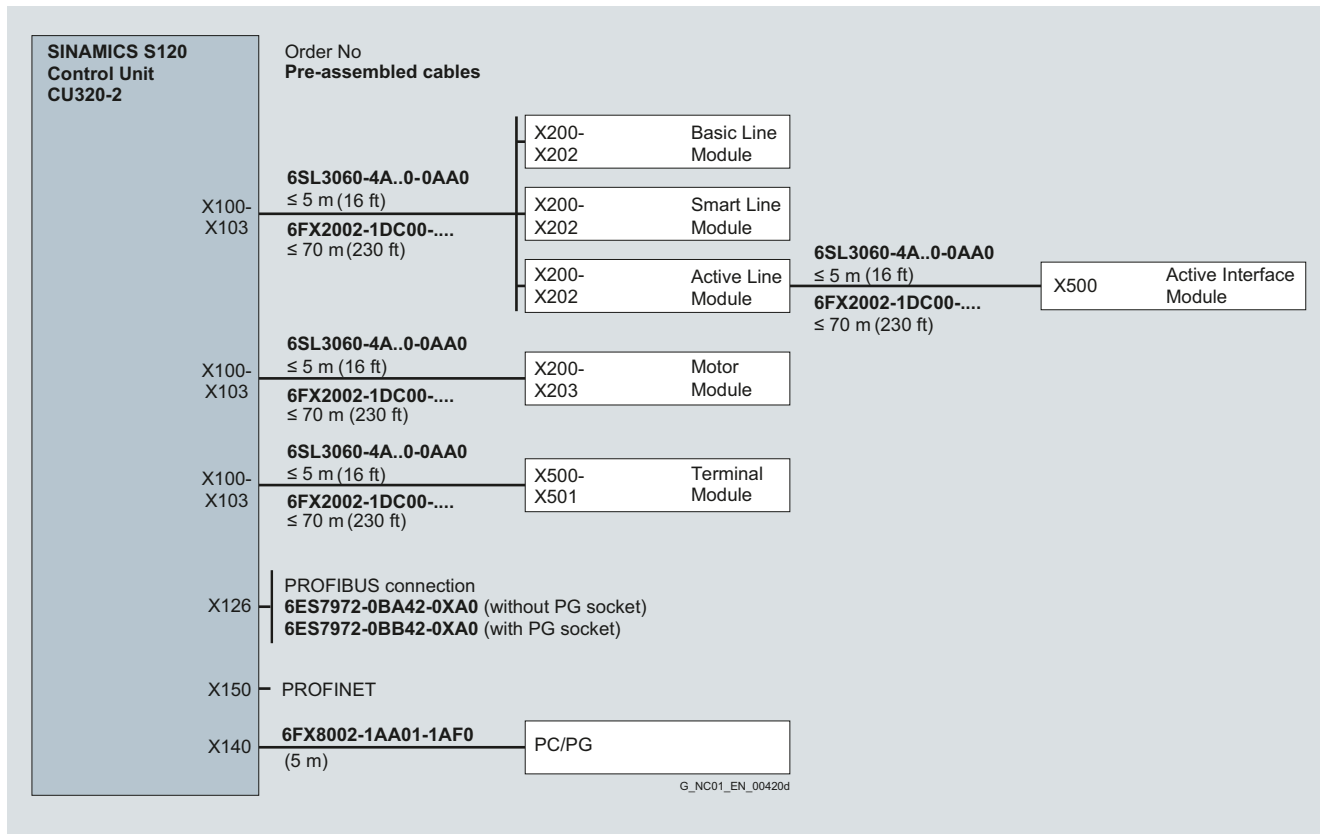 SINAMICS S120
Control Unit
CU320-2
Order No
Pre-assembled cables
X200- Basic Line
X202 Module
6SL3060-4A..0-0AA0
≤ 5 m (16 ft)
X100-
X103
6FX2002-1DC00-....
≤ 70 m (230 ft)
X200- Smart Line
X202 Module
X200- Active Line
X202 Module
6SL3060-4A..0-0AA0
≤ 5 m (16 ft)
6FX2002-1DC00-....
≤ 70 m (230 ft)
X500 Active Interface
Module
6SL3060-4A..0-0AA0
≤ 5 m (16 ft)
X100-
X103
6FX2002-1DC00-....
≤ 70 m (230 ft)
X200- Motor
X203 Module
6SL3060-4A..0-0AA0
≤ 5 m (16 ft)
X100-
X103
6FX2002-1DC00-....
≤ 70 m (230 ft)
X500- Terminal
X501 Module
PROFIBUS connection
X126 6ES7972-0BA42-0XA0 (without PG socket)
6ES7972-0BB42-0XA0 (with PG socket)
X150 PROFINET
6FX8002-1AA01-1AF0
X140
(5 m)
PC/PG
G_NC01_EN_00420d